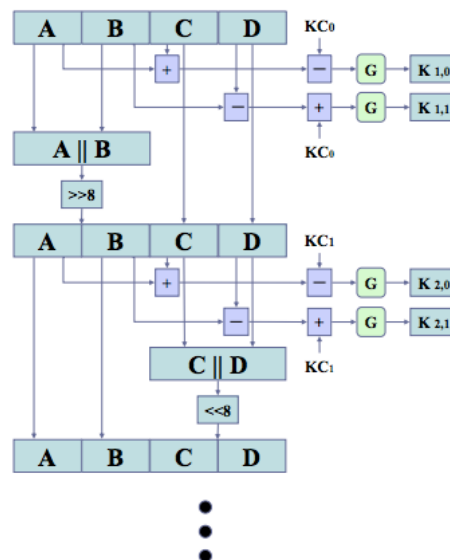 A B C D KC0
+ − G K 1,0
− + G K 1,1
KC0
A || B
>>8
A B C D KC1
+ − G K 2,0
− + G K 2,1
KC1
C || D
<<8
A B C D